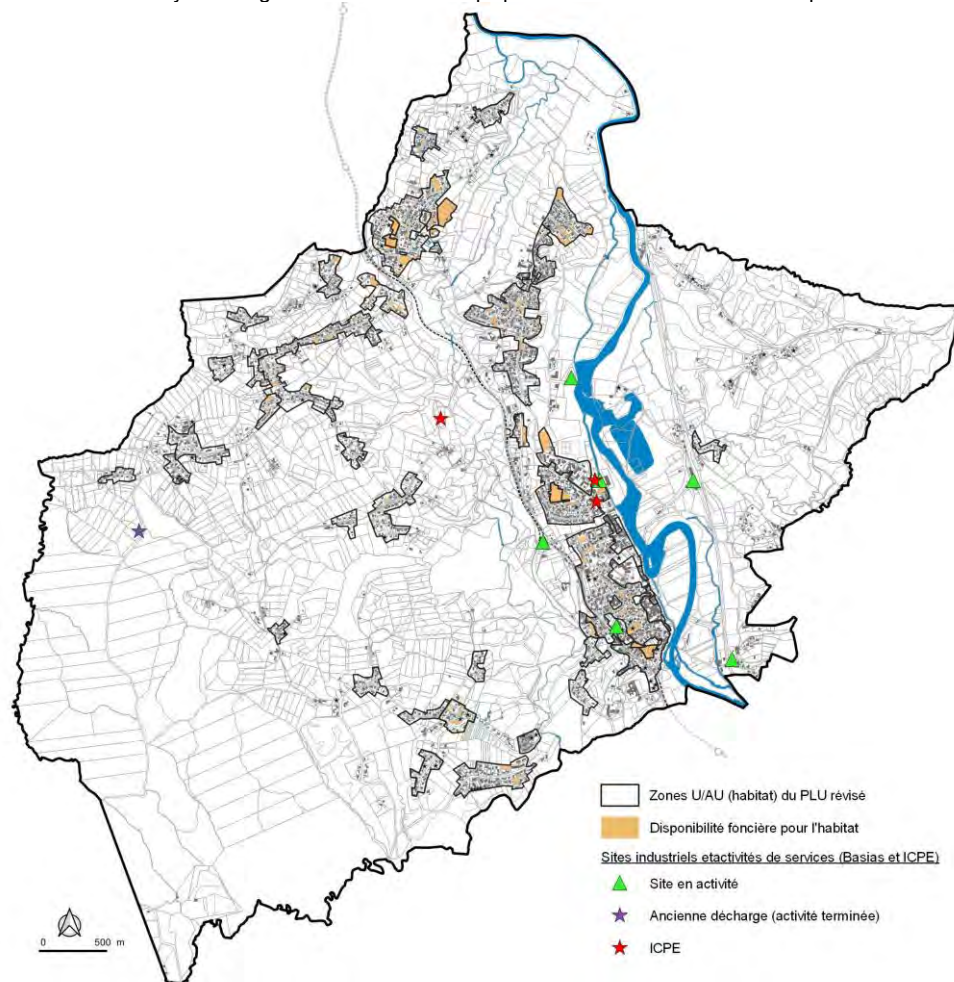 Zones U/AU (habitat) du PLU révisé
Disponibilité foncière pour l'habitat
Sites industriels etactivités de services (Basias et ICPE)
Site en activité
Ancienne décharge (activité terminée)
ICPE
0 500 m